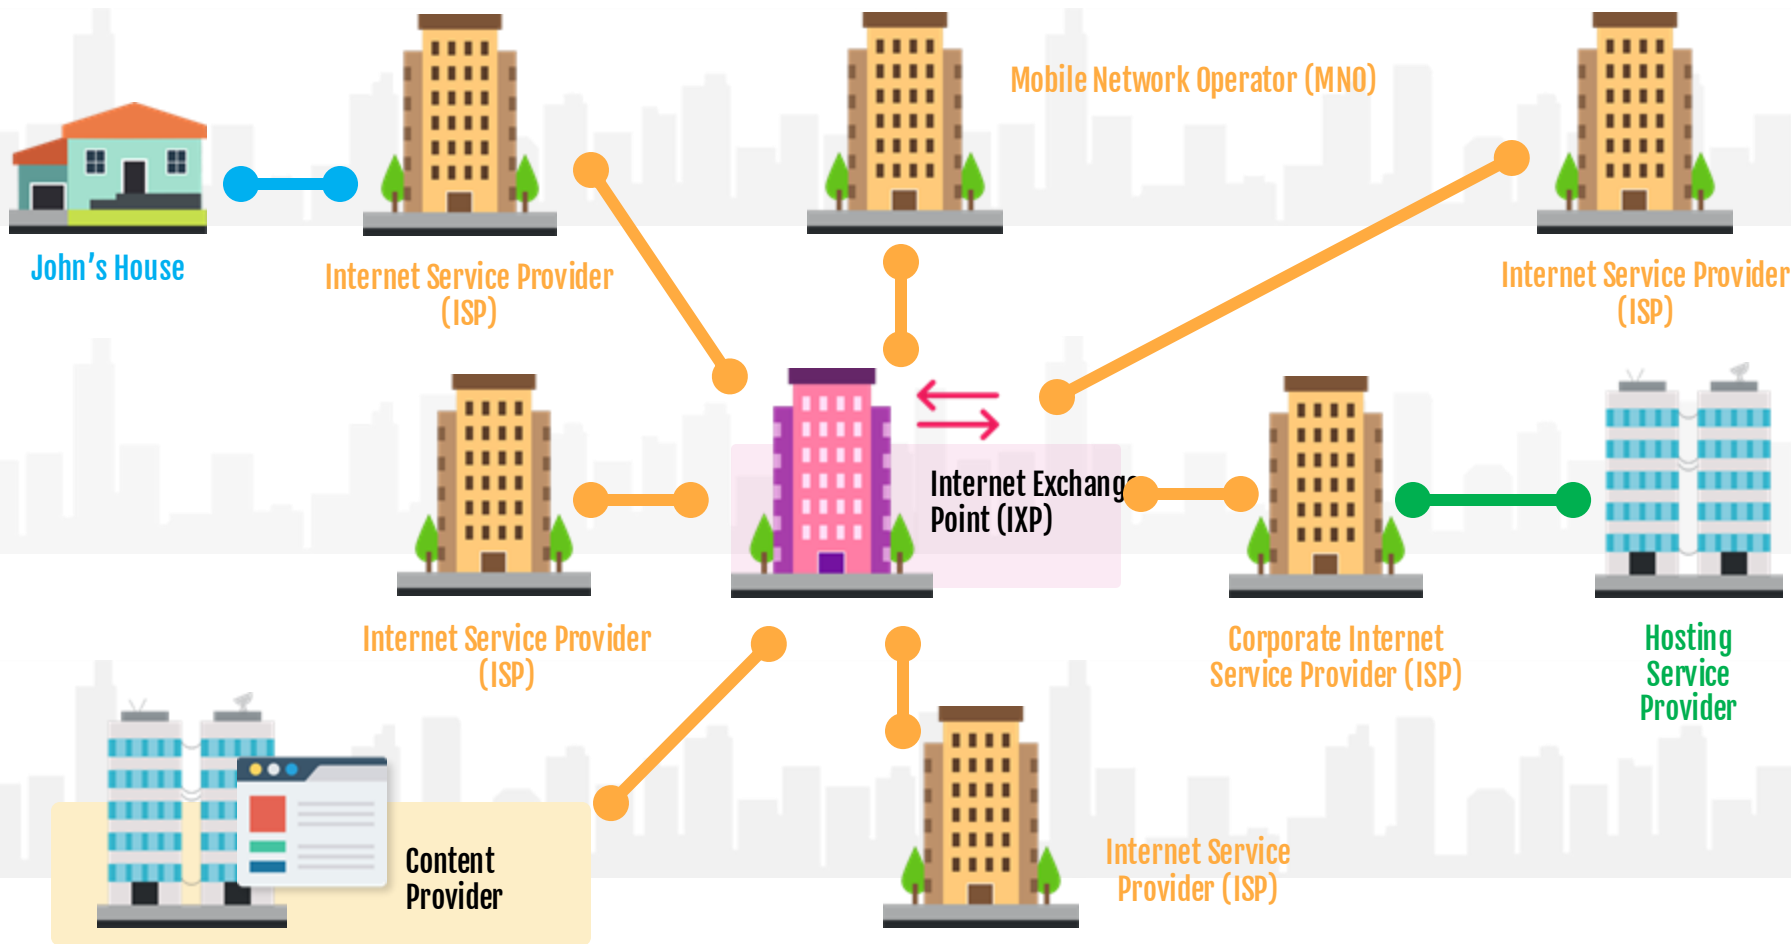 Mobile Network Operator (MNO)
John's House
Internet Service Provider
(ISP)
Internet Service Provider
(ISP)
Internet Exchange
Point (IXP)
Internet Service Provider
(ISP)
Corporate Internet
Service Provider (ISP)
Hosting
Service
Provider
Content
Provider
Internet Service
Provider (ISP)